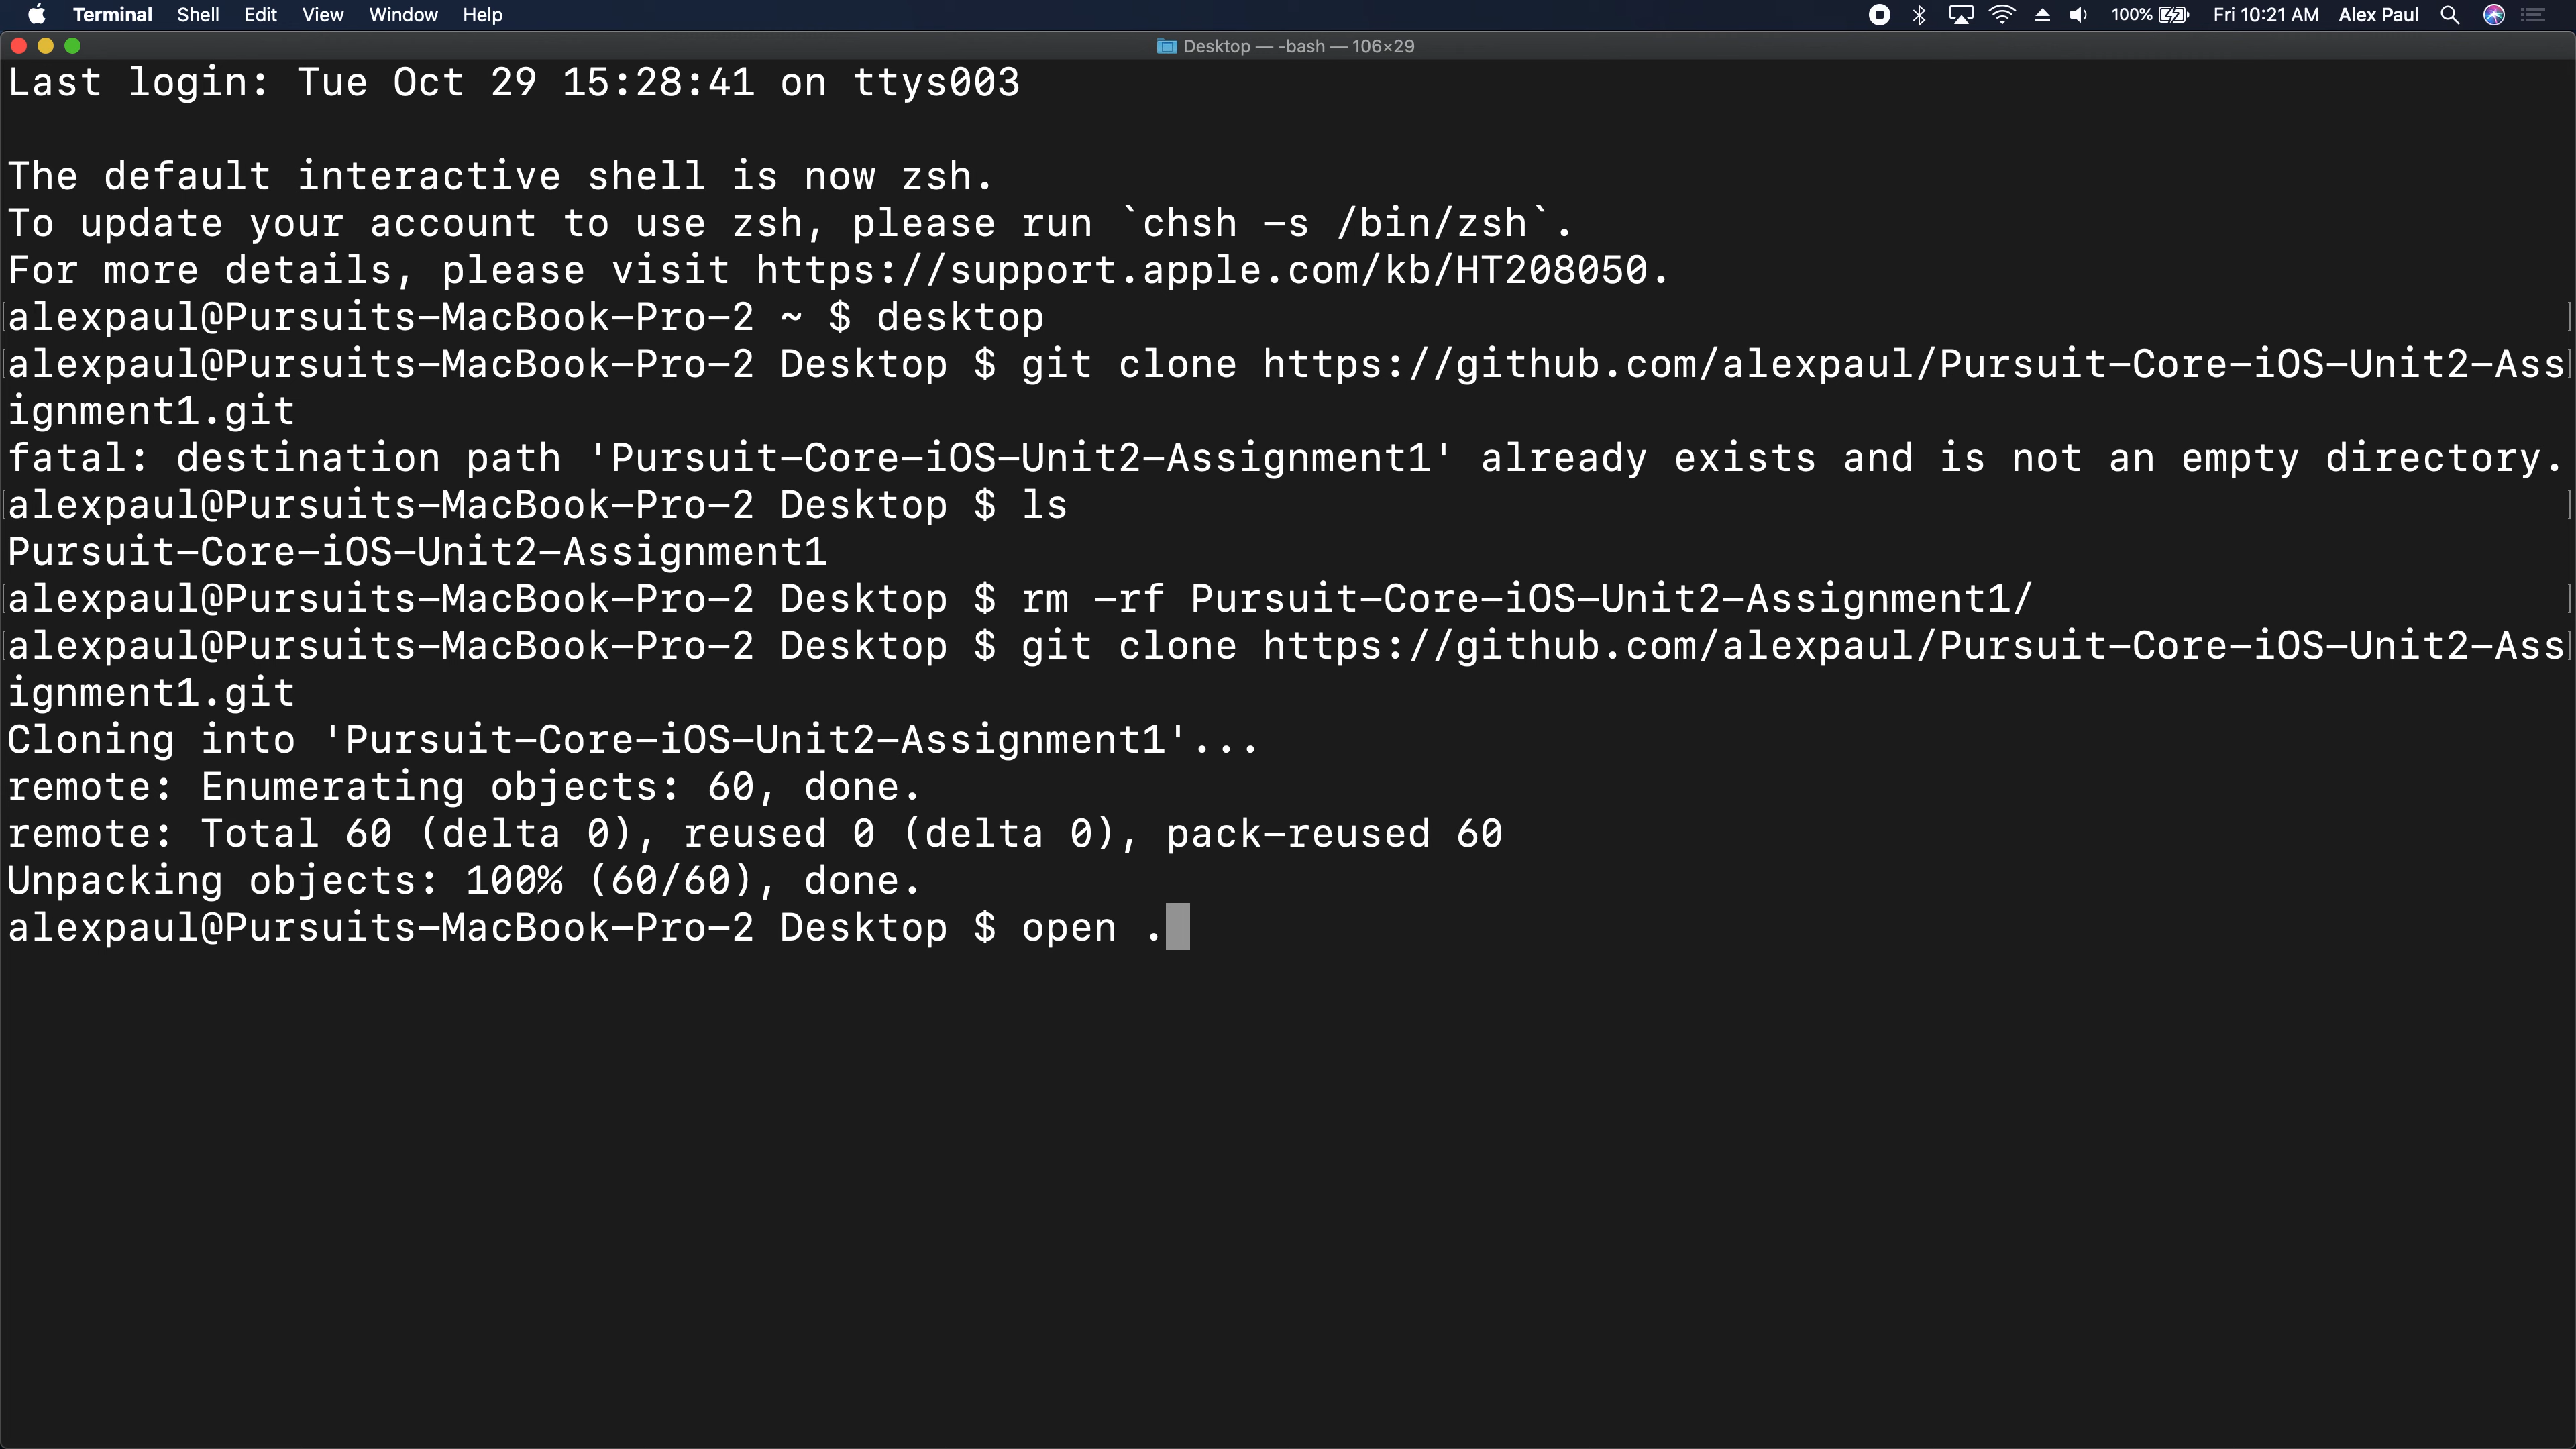 Terminal Shell Edit View Window Help 100% Fri 10:21 AM Alex Paul
Desktop — -bash — 106×29
Last login: Tue Oct 29 15:28:41 on ttys003
The default interactive shell is now zsh.
To update your account to use zsh, please run `chsh -s /bin/zsh`.
For more details, please visit https://support.apple.com/kb/HT208050.
[alexpaul@Pursuits-MacBook-Pro-2 ~ $ desktop ]
[alexpaul@Pursuits-MacBook-Pro-2 Desktop $ git clone https://github.com/alexpaul/Pursuit-Core-iOS-Unit2-Ass]
ignment1.git
fatal: destination path 'Pursuit-Core-iOS-Unit2-Assignment1' already exists and is not an empty directory.
[alexpaul@Pursuits-MacBook-Pro-2 Desktop $ ls ]
Pursuit-Core-iOS-Unit2-Assignment1
[alexpaul@Pursuits-MacBook-Pro-2 Desktop $ rm -rf Pursuit-Core-iOS-Unit2-Assignment1/ ]
[alexpaul@Pursuits-MacBook-Pro-2 Desktop $ git clone https://github.com/alexpaul/Pursuit-Core-iOS-Unit2-Ass]
ignment1.git
Cloning into 'Pursuit-Core-iOS-Unit2-Assignment1'...
remote: Enumerating objects: 60, done.
remote: Total 60 (delta 0), reused 0 (delta 0), pack-reused 60
Unpacking objects: 100% (60/60), done.
alexpaul@Pursuits-MacBook-Pro-2 Desktop $ open .